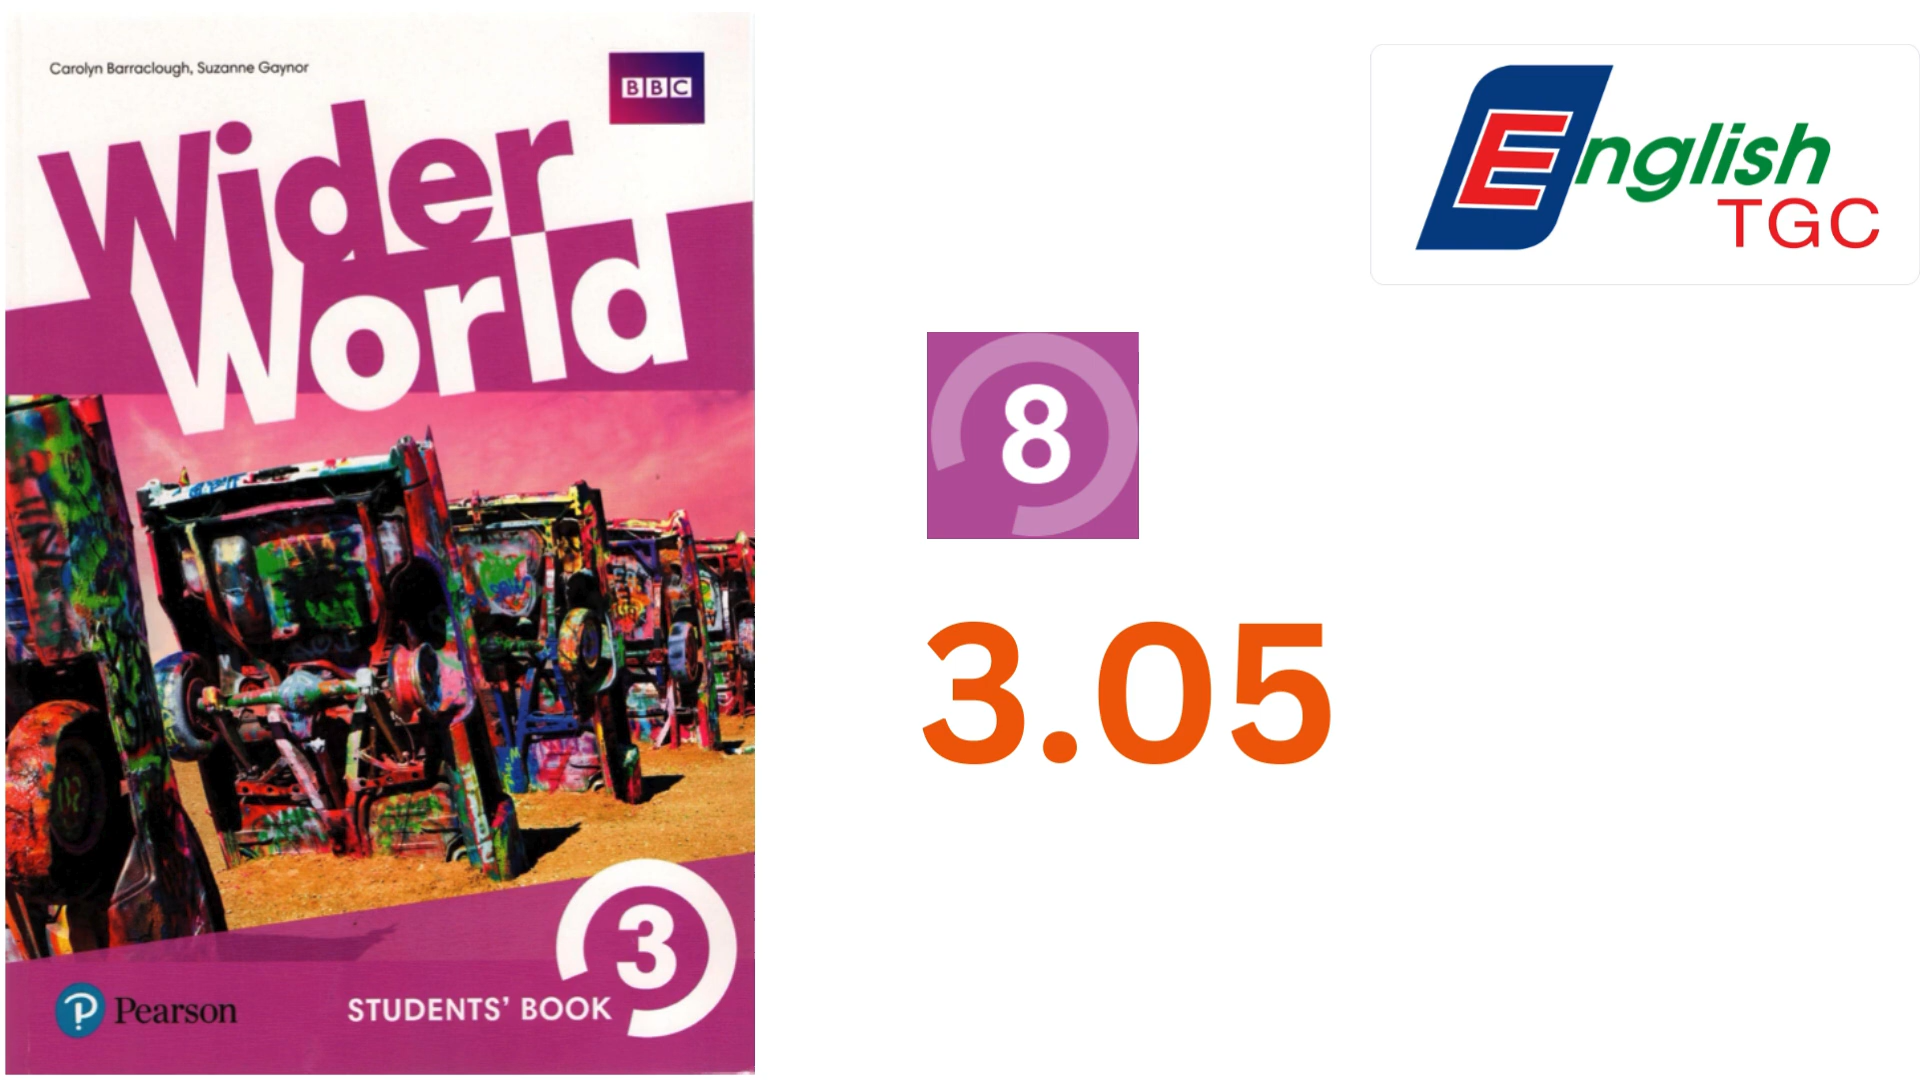 Carolyn Barraclough, Suzanne Gaynor
BBC
Wider
World
3
STUDENTS' BOOK
Pearson
English
TGC
8
3.05